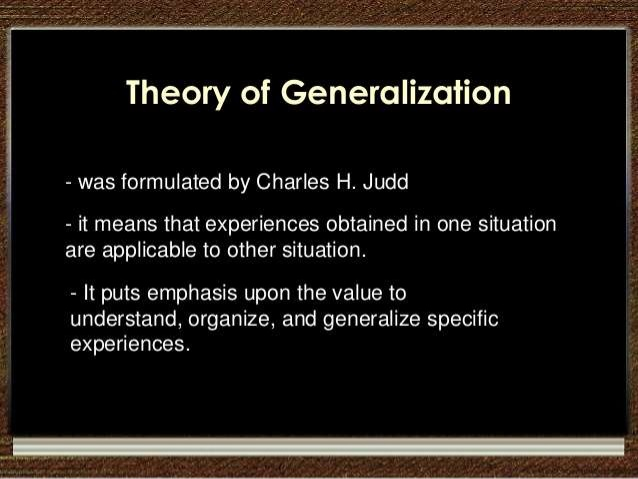 Theory of Generalization
- was formulated by Charles H. Judd
- it means that experiences obtained in one situation
are applicable to other situation.
- It puts emphasis upon the value to
understand, organize, and generalize specific
experiences.